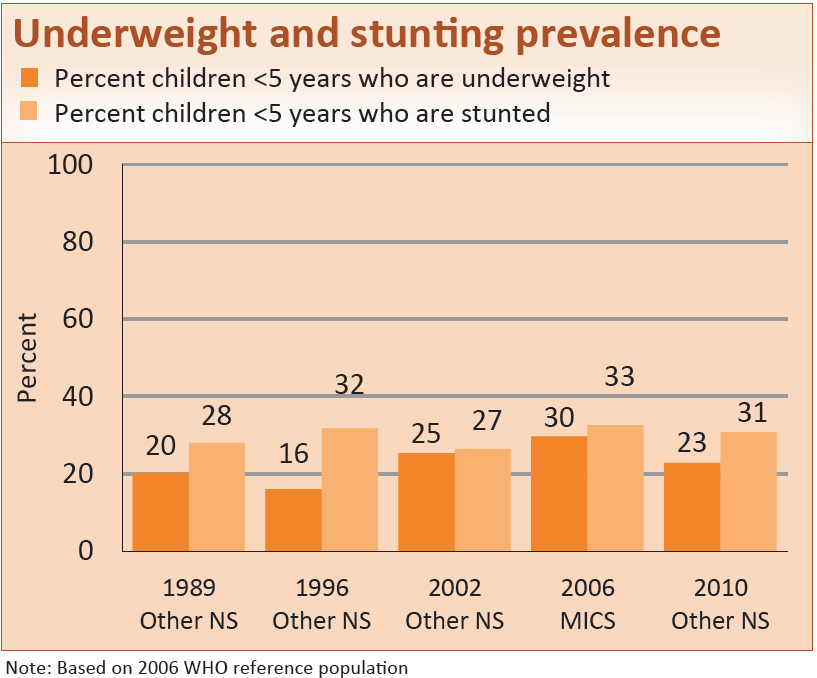 Underweight and stunting prevalence
Percent children <5 years who are underweight
Percent children <5 years who are stunted
Percent
100
80
60
40
20
0
20
28
16
32
25
27
30
33
23
31
1989
Other NS
1996
Other NS
2002
Other NS
2006
MICS
2010
Other NS
Note: Based on 2006 WHO reference population